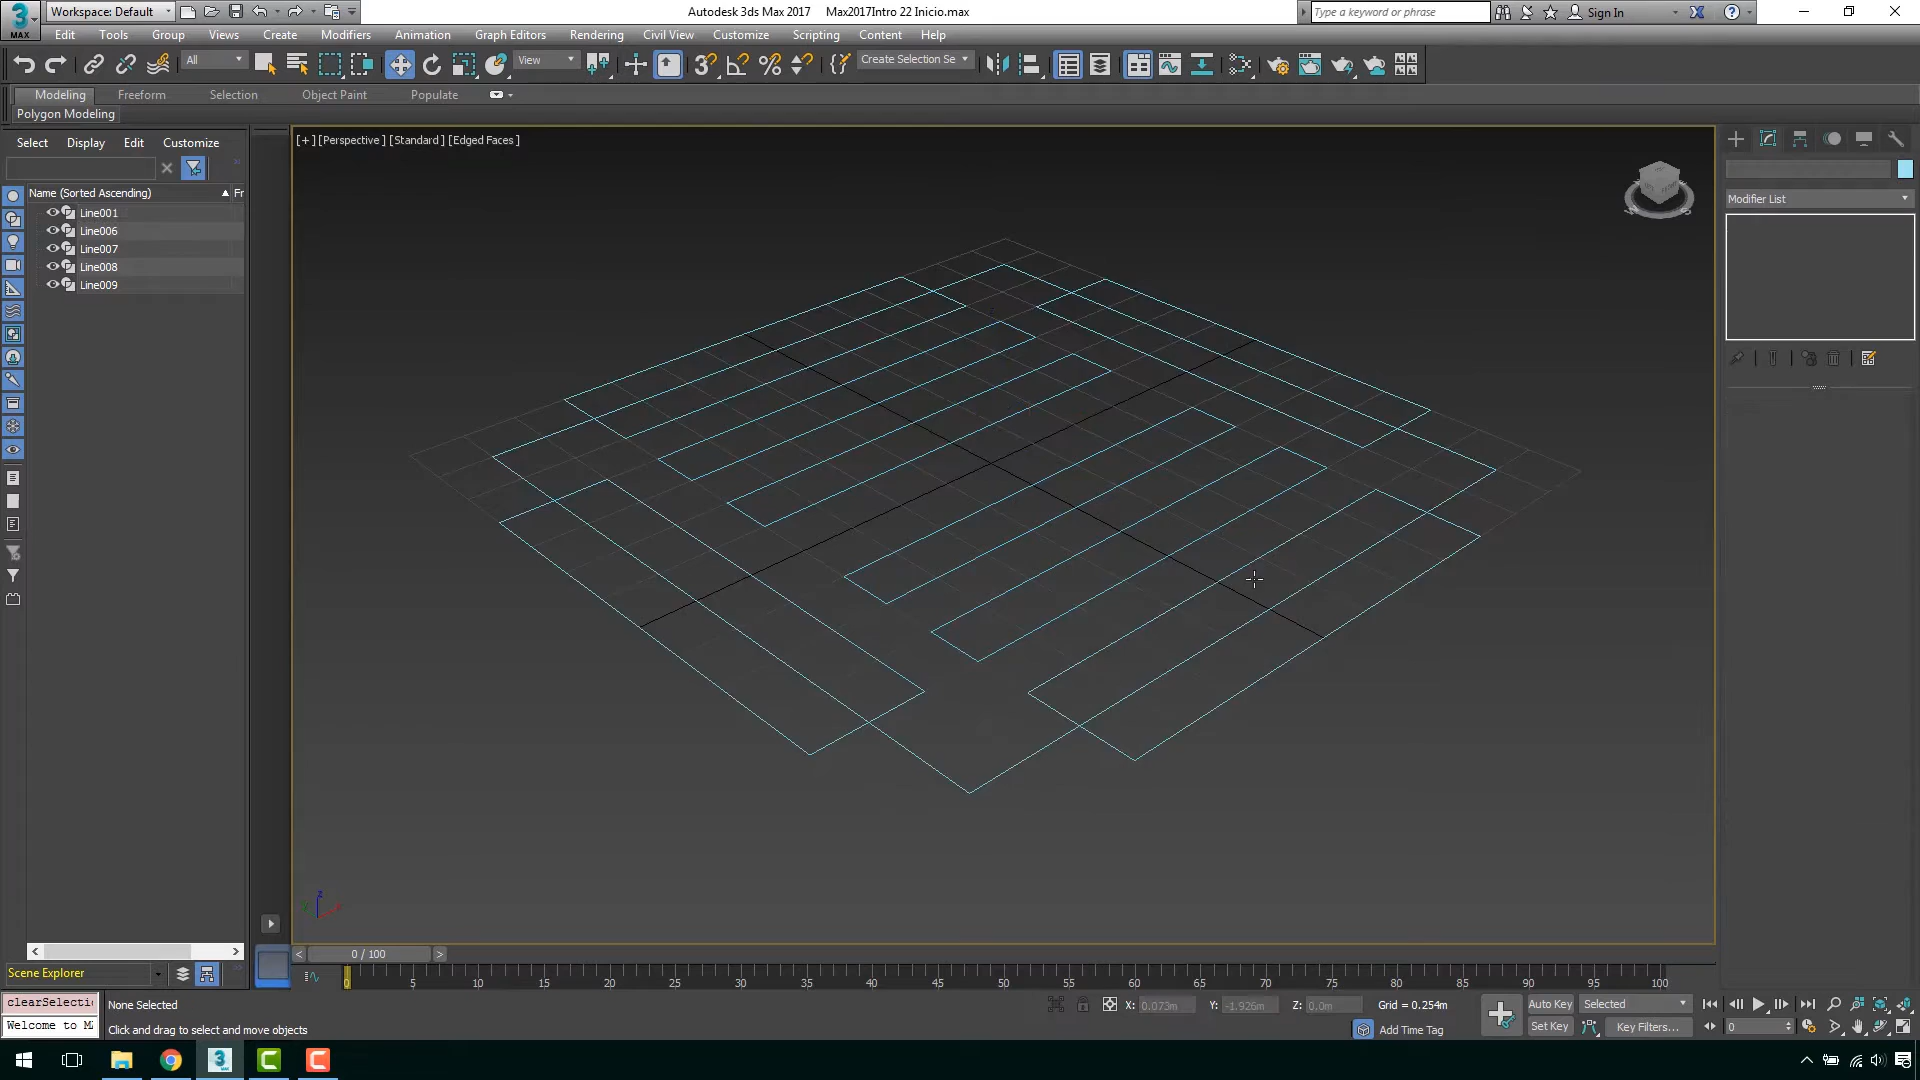 3
MAX
Workspace: Default
Autodesk 3ds Max 2017 Max2017Intro 22 Inicio.max
Type a keyword or phrase
Sign In
Edit Tools Group Views Create Modifiers Animation Graph Editors Rendering Civil View Customize Scripting Content Help
All
View
Create Selection Se
Modeling Freeform Selection Object Paint Populate
Polygon Modeling
Select Display Edit Customize
[+] [Perspective ] [Standard ] [Edged Faces ]
Name (Sorted Ascending) Fr
Modifier List
Line001
Line006
Line007
Line008
Line009
0 / 100
0 5 10 15 20 25 30 35 40 45 50 55 60 65 70 75 80 85 90 95 100
Scene Explorer
clearSelecti
None Selected
X: 0.073m Y: -1.926m Z: 0.0m Grid = 0.254m
Auto Key Selected
Welcome to M
Click and drag to select and move objects
Add Time Tag
Set Key Key Filters...
0